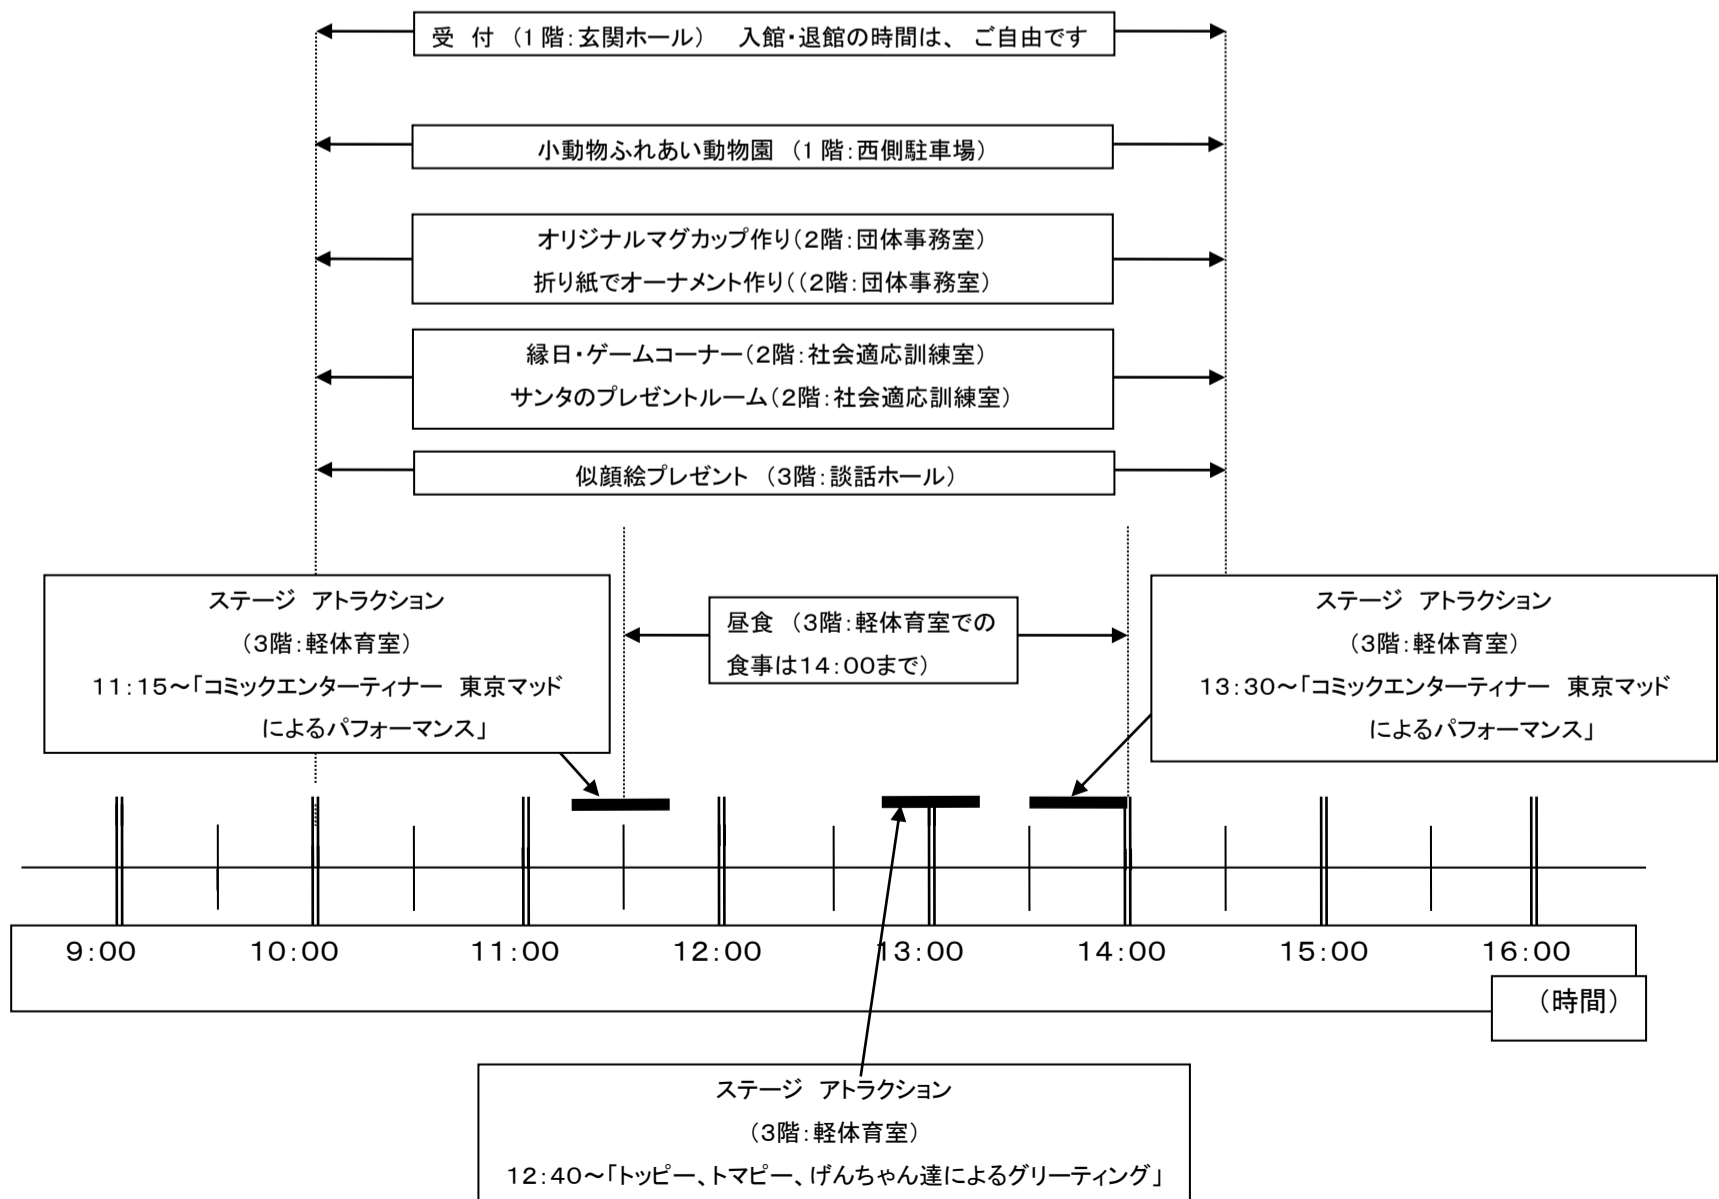 受 付 (1階:玄関ホール) 入館・退館の時間は、ご自由です
小動物ふれあい動物園 (1階:西側駐車場)
オリジナルマグカップ作り(2階:団体事務室)
折り紙でオーナメント作り((2階:団体事務室)
縁日・ゲームコーナー(2階:社会適応訓練室)
サンタのプレゼントルーム(2階:社会適応訓練室)
似顔絵プレゼント (3階:談話ホール)
ステージ アトラクション
(3階:軽体育室)
11:15~「コミックエンターティナー 東京マッド
によるパフォーマンス」
昼食 (3階:軽体育室での
食事は14:00まで)
ステージ アトラクション
(3階:軽体育室)
13:30~「コミックエンターティナー 東京マッド
によるパフォーマンス」
9:00 10:00 11:00 12:00 13:00 14:00 15:00 16:00
(時間)
ステージ アトラクション
(3階:軽体育室)
12:40~「トッピー、トマピー、げんちゃん達によるグリーティング」